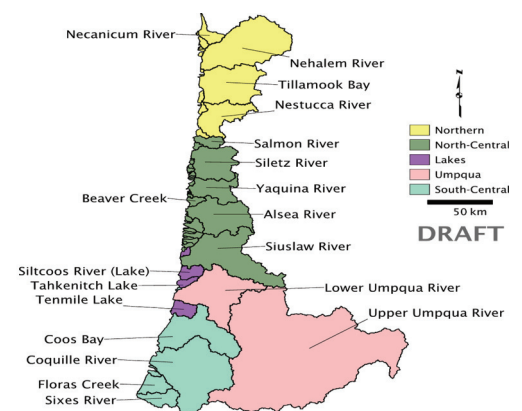 Necanicum River
Nehalem River
Tillamook Bay
Nestucca River
Salmon River
Siletz River
Yaquina River
Beaver Creek
Alsea River
Siuslaw River
Siltcoos River (Lake)
Tahkenitch Lake
Tenmile Lake
Lower Umpqua River
Upper Umpqua River
Coos Bay
Coquille River
Floras Creek
Sixes River
Northern
North-Central
Lakes
Umpqua
South-Central
50 km
DRAFT